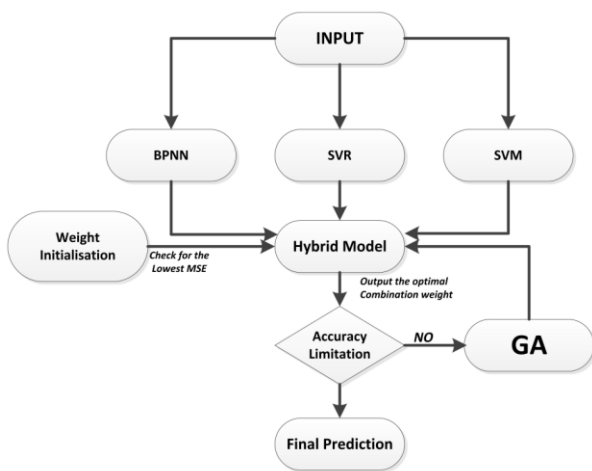 INPUT
BPNN
SVR
SVM
Weight
Initialisation
Check for the
Lowest MSE
Hybrid Model
Output the optimal
Combination weight
Accuracy
Limitation
NO
GA
Final Prediction